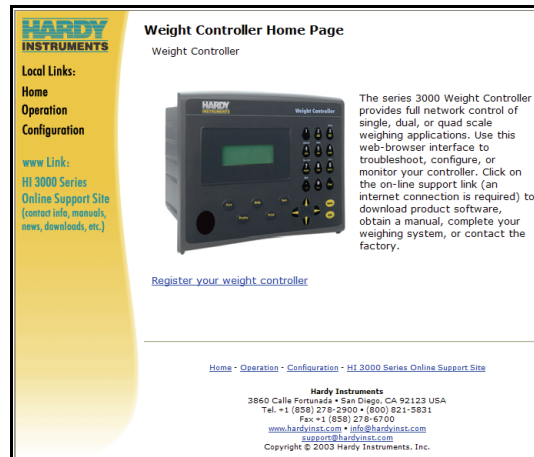 HARDY
INSTRUMENTS
Local Links:
Home
Operation
Configuration
www Link:
HI 3000 Series
Online Support Site
(contact info, manuals,
news, downloads, etc.)
Weight Controller Home Page
Weight Controller
HARDY
INSTRUMENTS
Weight Controller
The series 3000 Weight Controller
provides full network control of
single, dual, or quad scale
weighing applications. Use this
web-browser interface to
troubleshoot, configure, or
monitor your controller. Click on
the on-line support link (an
internet connection is required) to
download product software,
obtain a manual, complete your
weighing system, or contact the
factory.
Register your weight controller
Home - Operation - Configuration - HI 3000 Series Online Support Site
Hardy Instruments
3860 Calle Fortunada • San Diego, CA 92123 USA
Tel. +1 (858) 278-2900 • (800) 821-5831
Fax +1 (858) 278-6700
www.hardyinst.com • info@hardyinst.com
support@hardyinst.com
Copyright © 2003 Hardy Instruments, Inc.